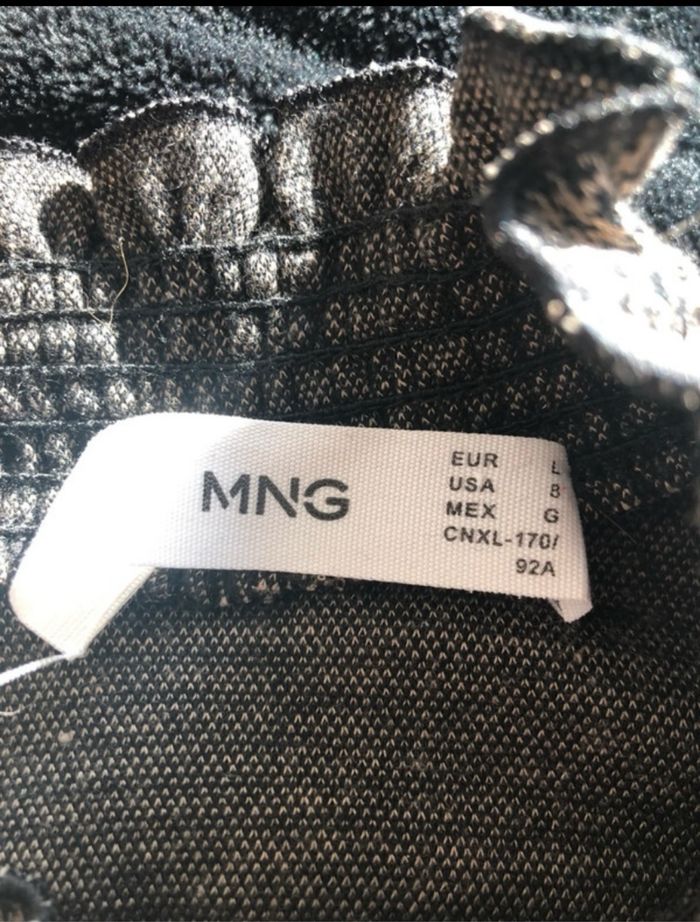 MNG
EUR L
USA 8
MEX G
CNXL-170/
92A